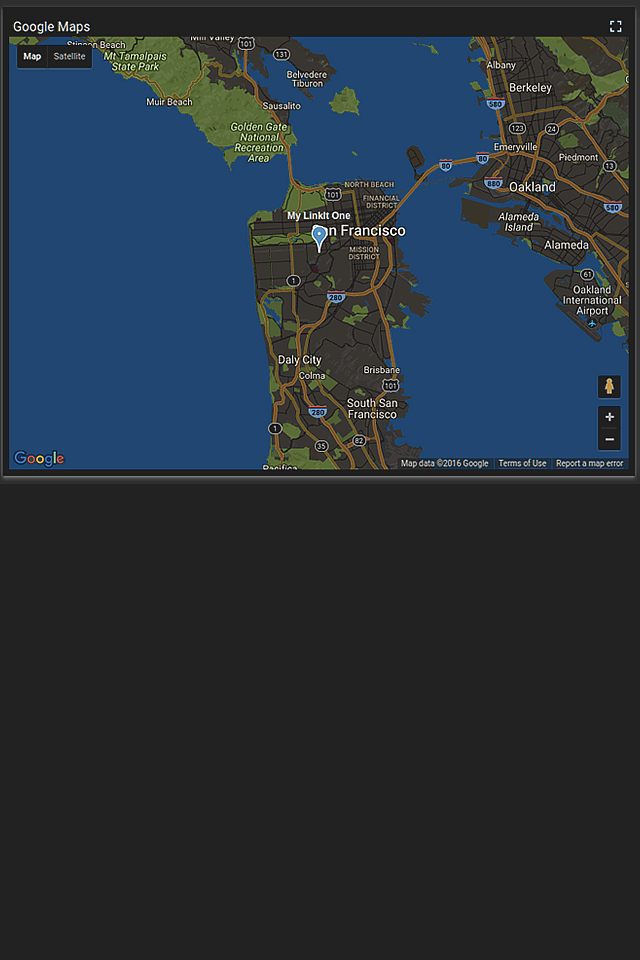 Google Maps
Map
Satellite
Stinson Beach
Mt Tamalpais
State Park
Mill Valley
101
131
Belvedere
Tiburon
Muir Beach
Sausalito
Golden Gate
National
Recreation
Area
Albany
Berkeley
580
123
24
Emeryville
Piedmont
13
80
80
880
Oakland
580
Alameda
Island
Alameda
61
Oakland
International
Airport
101
NORTH BEACH
FINANCIAL
DISTRICT
My LinkIt One
an Francisco
MISSION
DISTRICT
1
280
Daly City
Colma
Brisbane
101
South San
Francisco
280
1
35
82
Pacifica
+
−
Google
Map data ©2016 Google
Terms of Use
Report a map error